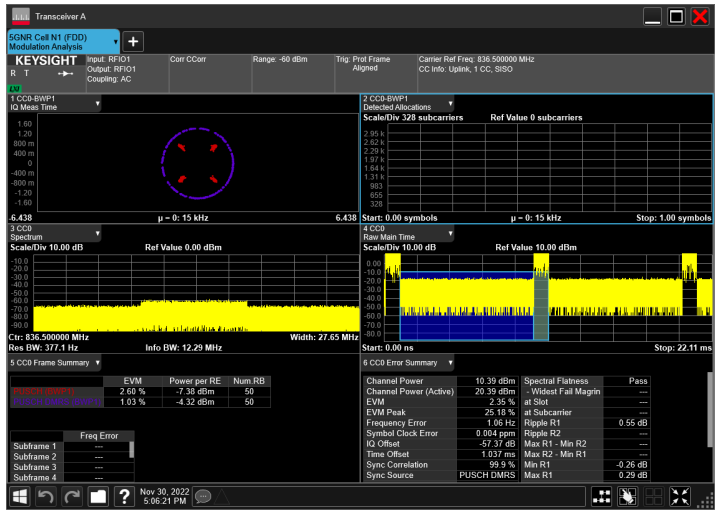 Transceiver A
5GNR Cell N1 (FDD)
Modulation Analysis
KEYSIGHT
R T
LXI
Input: RFIO1
Output: RFIO1
Coupling: AC
Corr CCorr
Range: -60 dBm
Trig: Prot Frame
Aligned
Carrier Ref Freq: 836.500000 MHz
CC Info: Uplink, 1 CC, SISO
1 CC0-BWP1
IQ Meas Time
1.60
1.20
800 m
400 m
0
-400 m
-800 m
-1.20
-1.60
-6.438
μ – 0: 15 kHz
6.438
2 CC0-BWP1
Detected Allocations
Scale/Div 328 subcarriers
Ref Value 0 subcarriers
2.95 k
2.62 k
2.29 k
1.97 k
1.64 k
1.31 k
983
655
328
Start: 0.00 symbols
μ – 0: 15 kHz
Stop: 1.00 symbols
3 CC0
Spectrum
Scale/Div 10.00 dB
Ref Value 0.00 dBm
-10.0
-20.0
-30.0
-40.0
-50.0
-60.0
-70.0
-80.0
-90.0
Ctr: 836.500000 MHz
Width: 27.65 MHz
Res BW: 377.1 Hz
Info BW: 12.29 MHz
4 CC0
Raw Main Time
Scale/Div 10.00 dB
Ref Value 10.00 dBm
0.00
-10.0
-20.0
-30.0
-40.0
-50.0
-60.0
-70.0
-80.0
Start: 0.00 ns
Stop: 22.11 ms
5 CC0 Frame Summary
EVM Power per RE Num.RB
2.60 % -7.38 dBm 50
1.03 % -4.32 dBm 50
Freq Error
Subframe 1 ---
Subframe 2 ---
Subframe 3 ---
Subframe 4 ---
6 CC0 Error Summary
Channel Power 10.39 dBm Spectral Flatness Pass
Channel Power (Active) 20.39 dBm - Widest Fail Magrin ---
EVM 2.35 % at Slot ---
EVM Peak 25.18 % at Subcarrier ---
Frequency Error 1.06 Hz Ripple R1 0.55 dB
Symbol Clock Error 0.004 ppm Ripple R2 ---
IQ Offset -57.37 dB Max R1 - Min R2 ---
Time Offset 1.037 ms Max R2 - Min R1 ---
Sync Correlation 99.9 % Min R1 -0.26 dB
Sync Source PUSCH DMRS Max R1 0.29 dB
Nov 30, 2022
5:06:21 PM